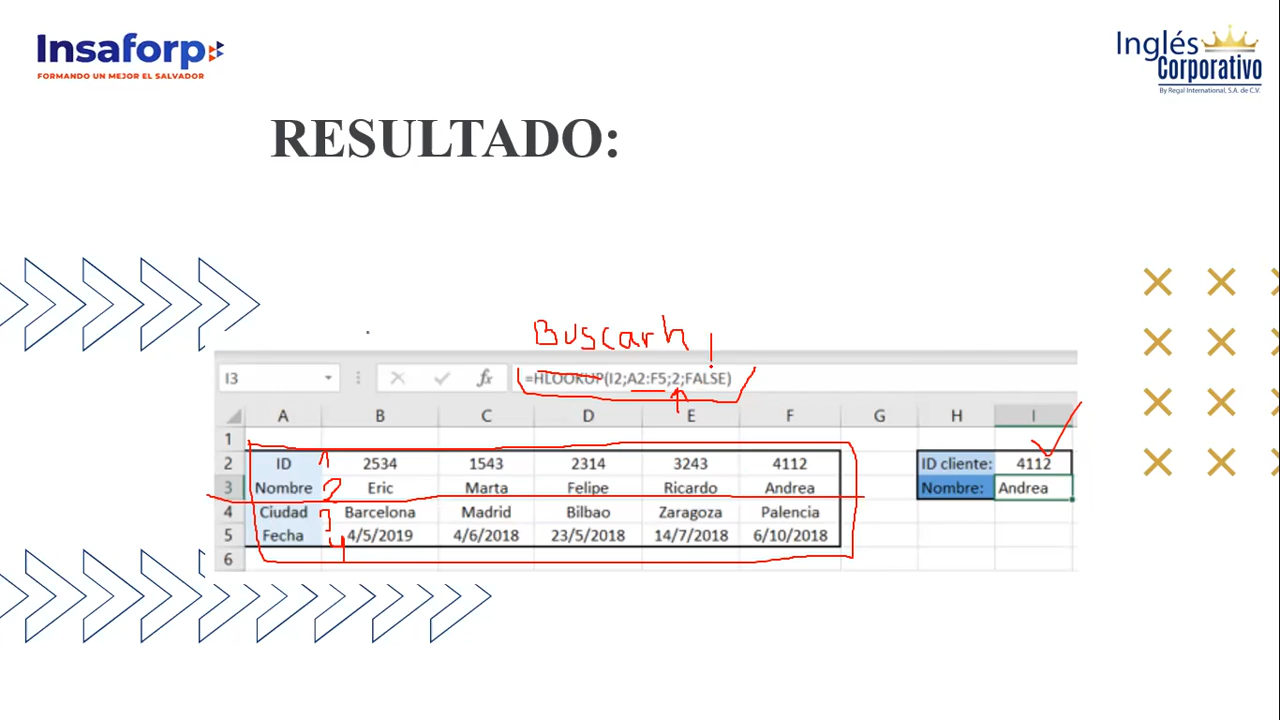 Insaforp
FORMANDO UN MEJOR EL SALVADOR
Inglés
Corporativo
By Regal International, S.A. de C.V.
RESULTADO:
Buscarh !
I3 fx =HLOOKUP(I2;A2:F5;2;FALSE)
A B C D E F G H I
1
2 ID 1 2534 1543 2314 3243 4112 ID cliente: 4112
3 Nombre 2 Eric Marta Felipe Ricardo Andrea Nombre: Andrea
4 Ciudad 3 Barcelona Madrid Bilbao Zaragoza Palencia
5 Fecha 4 4/5/2019 4/6/2018 23/5/2018 14/7/2018 6/10/2018
6